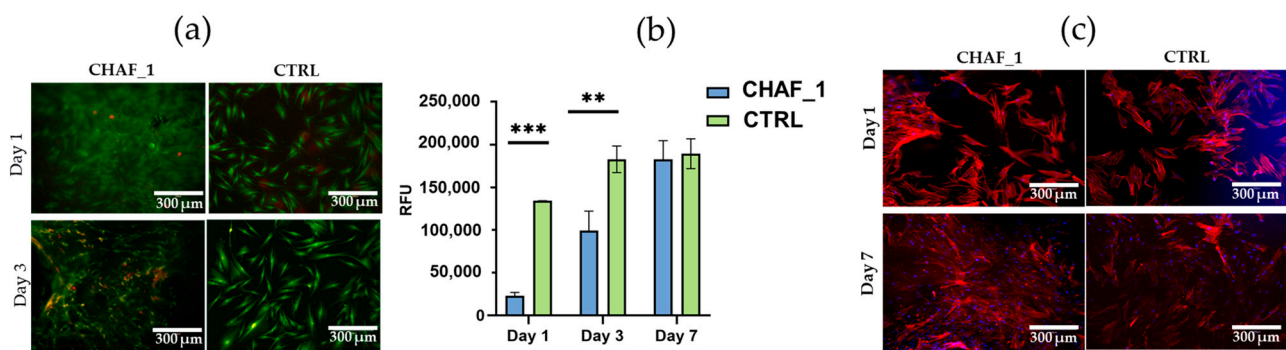 (a)
CHAF_1 CTRL
Day 1
300 µm 300 µm
Day 3
300 µm 300 µm
(b)
CHAF_1
CTRL
RFU
250,000
200,000
150,000
100,000
50,000
0
***
**
Day 1 Day 3 Day 7
(c)
CHAF_1 CTRL
Day 1
300 µm 300 µm
Day 7
300 µm 300 µm